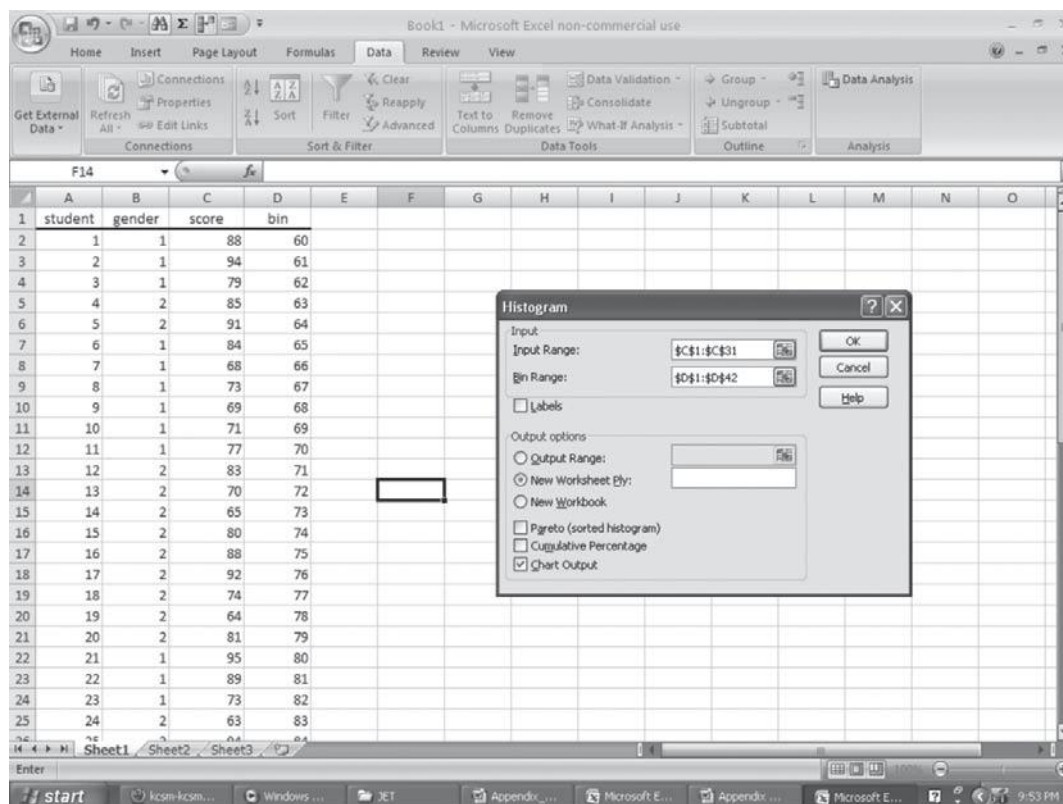 Book1 - Microsoft Excel non-commercial use
Home Insert Page Layout Formulas Data Review View
Get External Data
Refresh All
Connections
Properties
Edit Links
Connections
Sort
Filter
Clear
Reapply
Advanced
Sort & Filter
Text to Columns
Remove Duplicates
Data Validation
Consolidate
What-If Analysis
Data Tools
Group
Ungroup
Subtotal
Outline
Data Analysis
Analysis
F14 fx
A B C D E F G H I J K L M N O
1 student gender score bin
2 1 1 88 60
3 2 1 94 61
4 3 1 79 62
5 4 2 85 63
6 5 2 91 64
7 6 1 84 65
8 7 1 68 66
9 8 1 73 67
10 9 1 69 68
11 10 1 71 69
12 11 1 77 70
13 12 2 83 71
14 13 2 70 72
15 14 2 65 73
16 15 2 80 74
17 16 2 88 75
18 17 2 92 76
19 18 2 74 77
20 19 2 64 78
21 20 2 81 79
22 21 1 95 80
23 22 1 89 81
24 23 1 73 82
25 24 2 63 83
Histogram
Input
Input Range: $C$1:$C$31
Bin Range: $D$1:$D$42
Labels
OK
Cancel
Help
Output options
Output Range:
New Worksheet Ply:
New Workbook
Pareto (sorted histogram)
Cumulative Percentage
Chart Output
Sheet1 Sheet2 Sheet3
Enter 100%
start kcsm-kcsm... Windows ... JET Appendix_... Microsoft E... Appendix ... Microsoft E... 9:53 PM